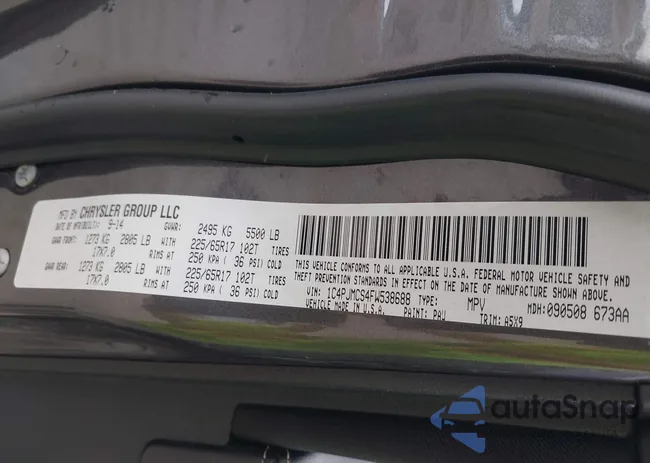 MFD BY CHRYSLER GROUP LLC
DATE OF MFR/BUILT: 9-14 GVWR: 2495 KG 5500 LB
GAWR FRONT: 1273 KG 2805 LB WITH 225/65R17 102T TIRES
17X7.0 RIMS AT 250 KPA ( 36 PSI) COLD
GAWR REAR: 1273 KG 2805 LB WITH 225/65R17 102T TIRES
17X7.0 RIMS AT 250 KPA ( 36 PSI) COLD
THIS VEHICLE CONFORMS TO ALL APPLICABLE U.S.A. FEDERAL MOTOR VEHICLE SAFETY AND
THEFT PREVENTION STANDARDS IN EFFECT ON THE DATE OF MANUFACTURE SHOWN ABOVE.
VIN: 1C4PJMCS4FW538688 TYPE: MPV MDH: 090508 673AA
VEHICLE MADE IN U.S.A. PAINT: PAU TRIM: A5X9
autoSnap